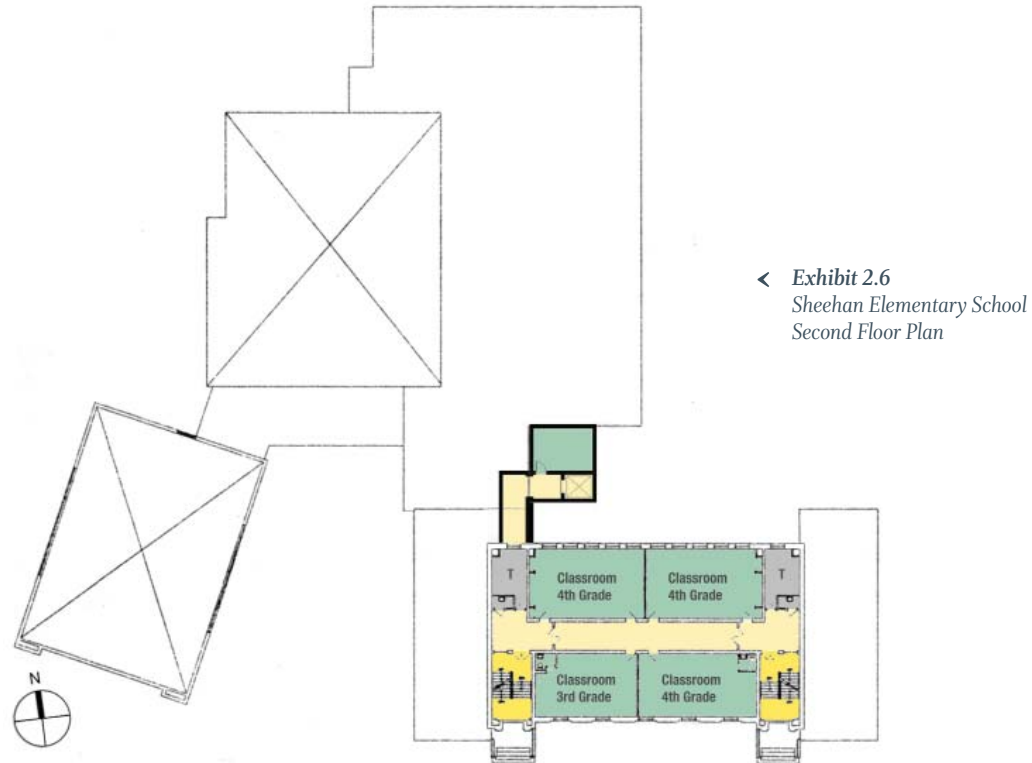 < Exhibit 2.6
Sheehan Elementary School
Second Floor Plan
T
Classroom
4th Grade
Classroom
4th Grade
T
Classroom
3rd Grade
Classroom
4th Grade
N